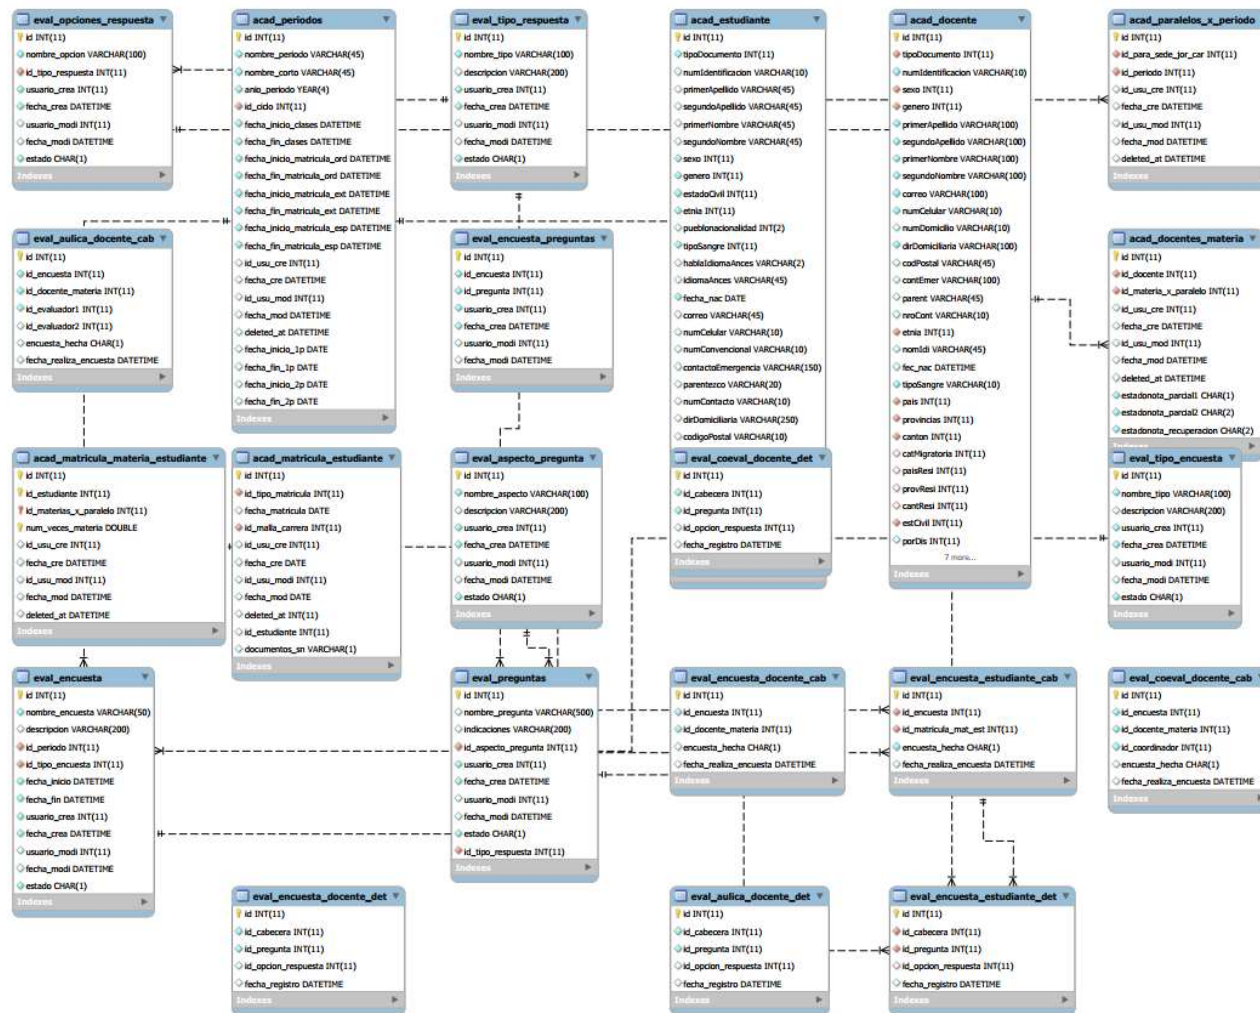 eval_opciones_respuesta
id INT(11)
nombre_opcion VARCHAR(100)
id_tipo_respuesta INT(11)
usuario_crea INT(11)
fecha_crea DATETIME
usuario_modi INT(11)
fecha_modi DATETIME
estado CHAR(1)
Indexes
acad_periodos
id INT(11)
nombre_periodo VARCHAR(45)
nombre_corto VARCHAR(45)
anio_periodo YEAR(4)
id_ciclo INT(11)
fecha_inicio_clases DATETIME
fecha_fin_clases DATETIME
fecha_inicio_matricula_ord DATETIME
fecha_fin_matricula_ord DATETIME
fecha_inicio_matricula_ext DATETIME
fecha_fin_matricula_ext DATETIME
fecha_inicio_matricula_esp DATETIME
fecha_fin_matricula_esp DATETIME
id_usu_cre INT(11)
fecha_cre DATETIME
id_usu_mod INT(11)
fecha_mod DATETIME
deleted_at DATETIME
fecha_inicio_1p DATE
fecha_fin_1p DATE
fecha_inicio_2p DATE
fecha_fin_2p DATE
Indexes
eval_tipo_respuesta
id INT(11)
nombre_tipo VARCHAR(100)
descripcion VARCHAR(200)
usuario_crea INT(11)
fecha_crea DATETIME
usuario_modi INT(11)
fecha_modi DATETIME
estado CHAR(1)
Indexes
acad_estudiante
id INT(11)
tipoDocumento INT(11)
numIdentificacion VARCHAR(10)
primerApellido VARCHAR(45)
segundoApellido VARCHAR(45)
primerNombre VARCHAR(45)
segundoNombre VARCHAR(45)
sexo INT(11)
genero INT(11)
estadoCivil INT(11)
etnia INT(11)
pueblonacionalidad INT(2)
tipoSangre INT(11)
hablaIdiomaAnces VARCHAR(2)
idiomaAnces VARCHAR(45)
fecha_nac DATE
correo VARCHAR(45)
numCelular VARCHAR(10)
numConvencional VARCHAR(10)
contactoEmergencia VARCHAR(150)
parentezco VARCHAR(20)
numContacto VARCHAR(10)
dirDomiciliaria VARCHAR(250)
codigoPostal VARCHAR(10)
acad_docente
id INT(11)
tipoDocumento INT(11)
numIdentificacion VARCHAR(10)
sexo INT(11)
genero INT(11)
primerApellido VARCHAR(100)
segundoApellido VARCHAR(100)
primerNombre VARCHAR(100)
segundoNombre VARCHAR(100)
correo VARCHAR(100)
numCelular VARCHAR(10)
numDomicilio VARCHAR(10)
dirDomiciliaria VARCHAR(100)
codPostal VARCHAR(45)
contEmer VARCHAR(100)
parent VARCHAR(45)
nroCont VARCHAR(10)
etnia INT(11)
nomIdi VARCHAR(45)
fec_nac DATETIME
tipoSangre VARCHAR(10)
pais INT(11)
provincias INT(11)
canton INT(11)
catMigratoria INT(11)
paisResi INT(11)
provResi INT(11)
cantResi INT(11)
estCivil INT(11)
porDis INT(11)
7 more...
Indexes
acad_paralelos_x_periodo
id INT(11)
id_para_sede_jor_car INT(11)
id_periodo INT(11)
id_usu_cre INT(11)
fecha_cre DATETIME
id_usu_mod INT(11)
fecha_mod DATETIME
deleted_at DATETIME
Indexes
eval_aulica_docente_cab
id INT(11)
id_encuesta INT(11)
id_docente_materia INT(11)
id_evaluador1 INT(11)
id_evaluador2 INT(11)
encuesta_hecha CHAR(1)
fecha_realiza_encuesta DATETIME
Indexes
eval_encuesta_preguntas
id INT(11)
id_encuesta INT(11)
id_pregunta INT(11)
usuario_crea INT(11)
fecha_crea DATETIME
usuario_modi INT(11)
fecha_modi DATETIME
Indexes
acad_docentes_materia
id INT(11)
id_docente INT(11)
id_materia_x_paralelo INT(11)
id_usu_cre INT(11)
fecha_cre DATETIME
id_usu_mod INT(11)
fecha_mod DATETIME
deleted_at DATETIME
estadonota_parcial1 CHAR(1)
estadonota_parcial2 CHAR(2)
estadonota_recuperacion CHAR(2)
Indexes
acad_matricula_materia_estudiante
id INT(11)
id_estudiante INT(11)
id_materias_x_paralelo INT(11)
num_veces_materia DOUBLE
id_usu_cre INT(11)
fecha_cre DATETIME
id_usu_mod INT(11)
fecha_mod DATETIME
deleted_at DATETIME
Indexes
acad_matricula_estudiante
id INT(11)
id_tipo_matricula INT(11)
fecha_matricula DATE
id_malla_carrera INT(11)
id_usu_cre INT(11)
fecha_cre DATE
id_usu_modi INT(11)
fecha_mod DATE
deleted_at INT(11)
id_estudiante INT(11)
documentos_sn VARCHAR(1)
Indexes
eval_aspecto_pregunta
id INT(11)
nombre_aspecto VARCHAR(100)
descripcion VARCHAR(200)
usuario_crea INT(11)
fecha_crea DATETIME
usuario_modi INT(11)
fecha_modi DATETIME
estado CHAR(1)
Indexes
eval_coeval_docente_det
id INT(11)
id_cabecera INT(11)
id_pregunta INT(11)
id_opcion_respuesta INT(11)
fecha_registro DATETIME
Indexes
eval_tipo_encuesta
id INT(11)
nombre_tipo VARCHAR(100)
descripcion VARCHAR(200)
usuario_crea INT(11)
fecha_crea DATETIME
usuario_modi INT(11)
fecha_modi DATETIME
estado CHAR(1)
Indexes
eval_encuesta
id INT(11)
nombre_encuesta VARCHAR(50)
descripcion VARCHAR(200)
id_periodo INT(11)
id_tipo_encuesta INT(11)
fecha_inicio DATETIME
fecha_fin DATETIME
usuario_crea INT(11)
fecha_crea DATETIME
usuario_modi INT(11)
fecha_modi DATETIME
estado CHAR(1)
Indexes
eval_preguntas
id INT(11)
nombre_pregunta VARCHAR(500)
indicaciones VARCHAR(200)
id_aspecto_pregunta INT(11)
usuario_crea INT(11)
fecha_crea DATETIME
usuario_modi INT(11)
fecha_modi DATETIME
estado CHAR(1)
id_tipo_respuesta INT(11)
Indexes
eval_encuesta_docente_cab
id INT(11)
id_encuesta INT(11)
id_docente_materia INT(11)
encuesta_hecha CHAR(1)
fecha_realiza_encuesta DATETIME
Indexes
eval_encuesta_estudiante_cab
id INT(11)
id_encuesta INT(11)
id_matricula_mat_est INT(11)
encuesta_hecha CHAR(1)
fecha_realiza_encuesta DATETIME
Indexes
eval_coeval_docente_cab
id INT(11)
id_encuesta INT(11)
id_docente_materia INT(11)
id_coordinador INT(11)
encuesta_hecha CHAR(1)
fecha_realiza_encuesta DATETIME
Indexes
eval_encuesta_docente_det
id INT(11)
id_cabecera INT(11)
id_pregunta INT(11)
id_opcion_respuesta INT(11)
fecha_registro DATETIME
Indexes
eval_aulica_docente_det
id INT(11)
id_cabecera INT(11)
id_pregunta INT(11)
id_opcion_respuesta INT(11)
fecha_registro DATETIME
Indexes
eval_encuesta_estudiante_det
id INT(11)
id_cabecera INT(11)
id_pregunta INT(11)
id_opcion_respuesta INT(11)
fecha_registro DATETIME
Indexes